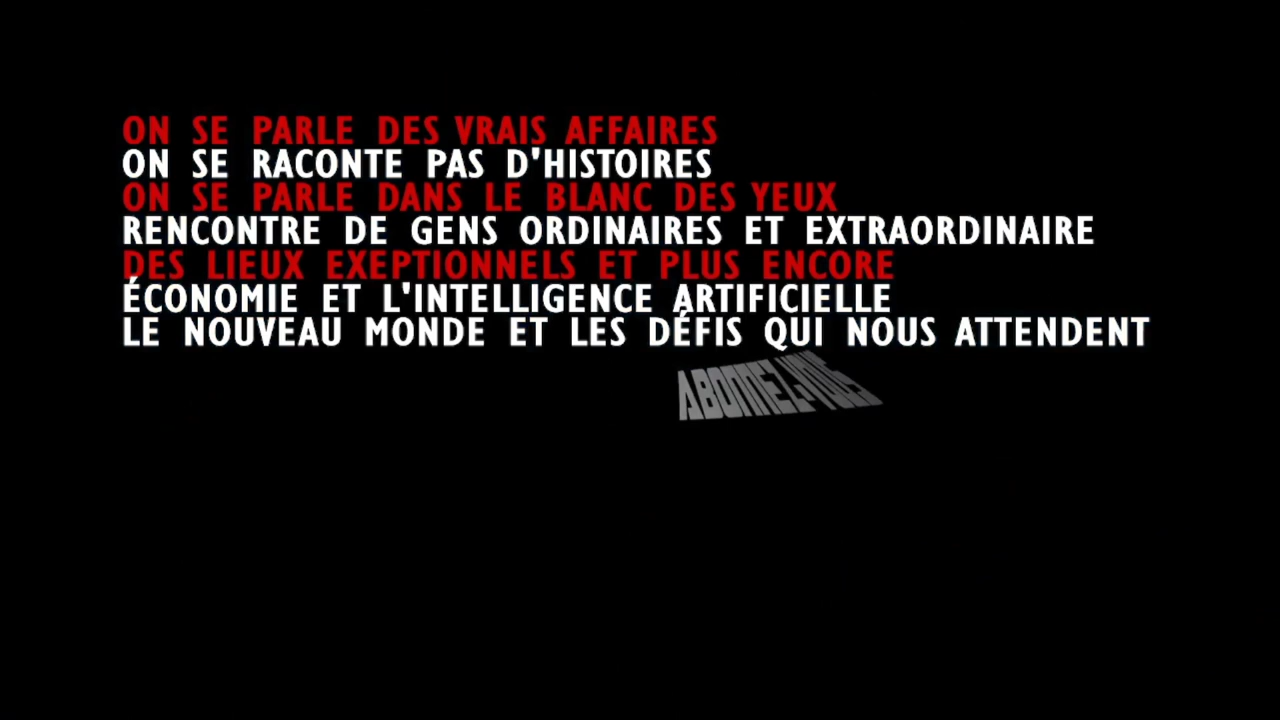 ON SE PARLE DES VRAIS AFFAIRES
ON SE RACONTE PAS D'HISTOIRES
ON SE PARLE DANS LE BLANC DES YEUX
RENCONTRE DE GENS ORDINAIRES ET EXTRAORDINAIRE
DES LIEUX EXEPTIONNELS ET PLUS ENCORE
ÉCONOMIE ET L'INTELLIGENCE ARTIFICIELLE
LE NOUVEAU MONDE ET LES DÉFIS QUI NOUS ATTENDENT
ABONNEZ-VOUS